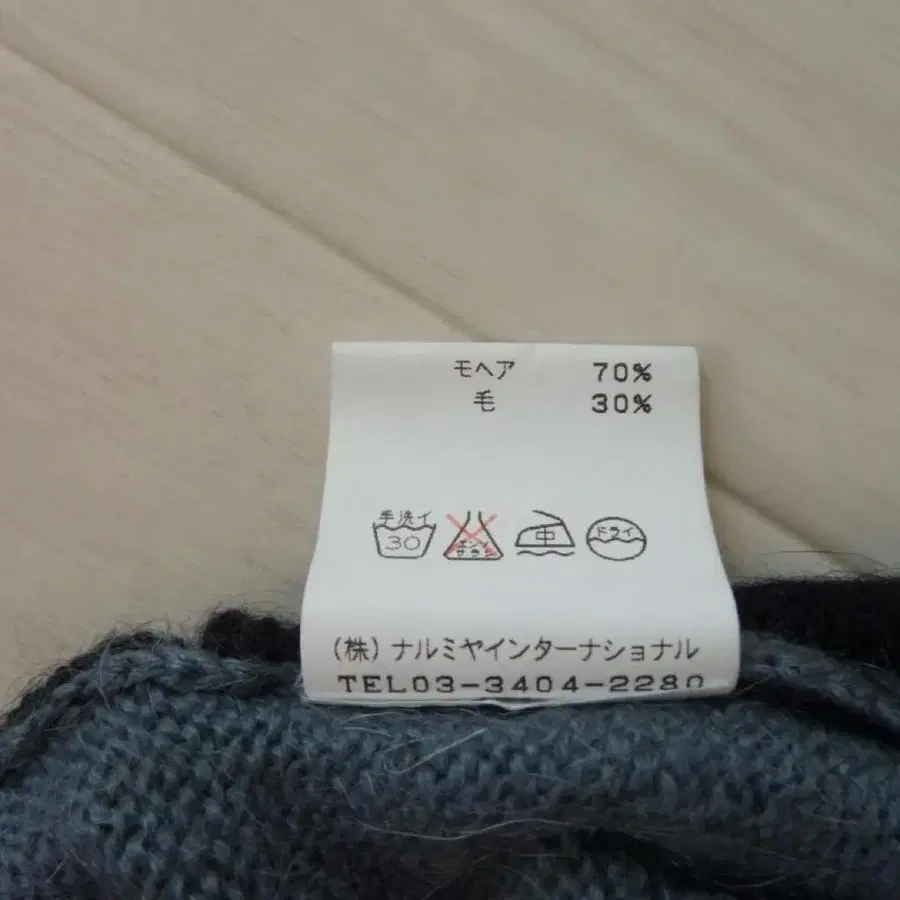 モヘア 70%
毛 30%
手洗イ
30
中
ドライ
(株)ナルミヤインターナショナル
TEL03-3404-2280